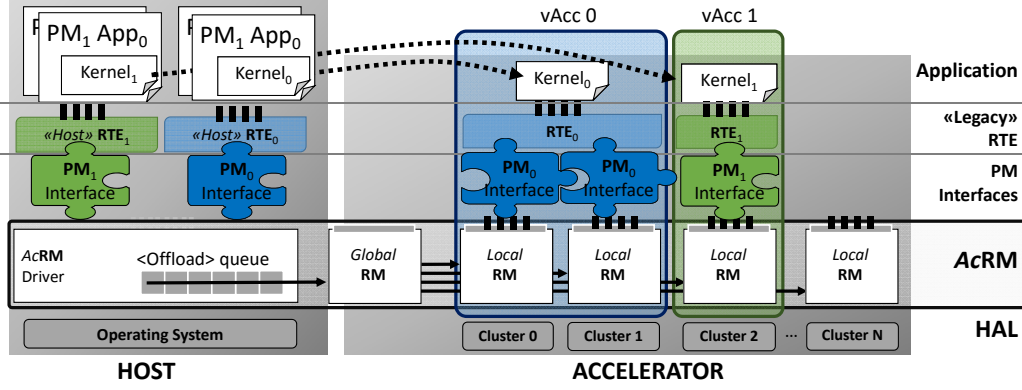 vAcc 0
vAcc 1
P
P
PM1 App0
PM1 App0
Kernel1
Kernel0
Kernel0
Kernel1
Application
«Host» RTE1
«Host» RTE0
RTE0
RTE1
«Legacy»
RTE
PM1
Interface
PM0
Interface
PM0
Interface
PM0
Interface
PM1
Interface
PM
Interfaces
AcRM
Driver
<Offload> queue
Global
RM
Local
RM
Local
RM
Local
RM
Local
RM
AcRM
Operating System
Cluster 0
Cluster 1
Cluster 2
...
Cluster N
HAL
HOST
ACCELERATOR